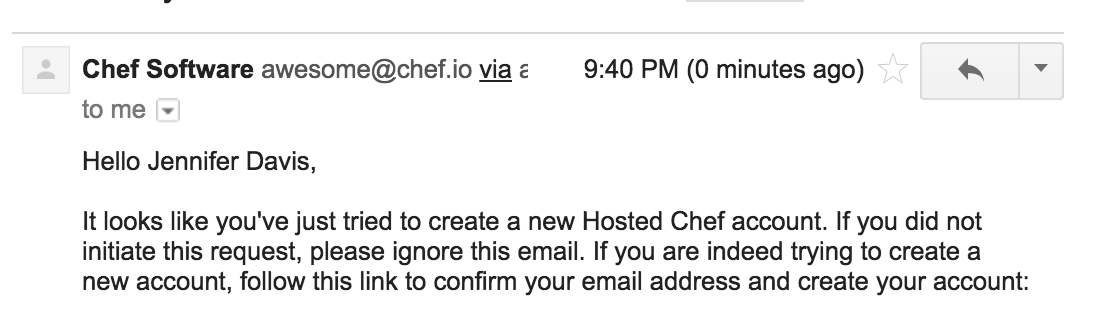 Chef Software awesome@chef.io via a 9:40 PM (0 minutes ago)
to me
Hello Jennifer Davis,
It looks like you've just tried to create a new Hosted Chef account. If you did not
initiate this request, please ignore this email. If you are indeed trying to create a
new account, follow this link to confirm your email address and create your account: